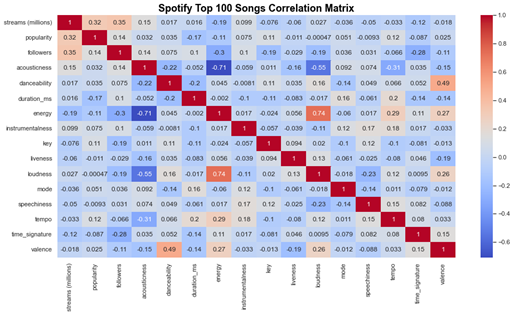 Spotify Top 100 Songs Correlation Matrix
streams (millions) 1 0.32 0.35 0.15 0.017 0.016 -0.19 0.099 -0.076 -0.06 0.027 0.036 -0.05 -0.033 -0.12 -0.018
popularity 0.32 1 0.14 0.032 0.035 -0.17 -0.11 0.075 0.11 -0.011 -0.00047 0.051 -0.0093 0.12 -0.087 0.025
followers 0.35 0.14 1 0.14 0.075 0.1 -0.3 0.1 -0.19 -0.029 -0.19 0.036 0.031 -0.066 -0.28 -0.11
acousticness 0.15 0.032 0.14 1 -0.22 -0.052 -0.71 -0.059 -0.011 -0.16 -0.55 0.092 0.074 -0.31 0.035 -0.15
danceability 0.017 0.035 0.075 -0.22 1 -0.2 0.045 -0.0081 0.11 0.035 0.16 -0.14 0.049 0.066 0.052 0.49
duration_ms 0.016 -0.17 0.1 -0.052 -0.2 1 -0.002 -0.1 -0.11 -0.083 -0.017 0.16 -0.061 0.2 -0.14 -0.14
energy -0.19 -0.11 -0.3 -0.71 0.045 -0.002 1 0.017 -0.024 0.056 0.74 -0.06 0.017 0.29 0.11 0.27
instrumentalness 0.099 0.075 0.1 -0.059 -0.0081 -0.1 0.017 1 -0.057 -0.039 -0.11 0.12 0.17 0.18 0.017 -0.033
key -0.076 0.11 -0.19 -0.011 0.11 -0.11 -0.024 -0.057 1 0.094 0.12 -0.061 0.12 -0.1 -0.081 -0.013
liveness -0.06 -0.011 -0.029 -0.16 0.035 -0.083 0.056 -0.039 0.094 1 0.13 -0.061 -0.025 -0.08 0.046 -0.19
loudness 0.027 -0.00047 -0.19 -0.55 0.16 -0.017 0.74 -0.11 0.12 0.13 1 -0.018 -0.23 0.12 0.0095 0.26
mode 0.036 0.051 0.036 0.092 -0.14 0.16 -0.06 0.12 -0.061 -0.061 -0.018 1 -0.14 0.011 -0.079 -0.012
speechiness -0.05 -0.0093 0.031 0.074 0.049 -0.061 0.017 0.17 0.12 -0.025 -0.23 -0.14 1 0.15 0.082 -0.088
tempo -0.033 0.12 -0.066 -0.31 0.066 0.2 0.29 0.18 -0.1 -0.08 0.12 0.011 0.15 1 0.08 0.033
time_signature -0.12 -0.087 -0.28 0.035 0.052 -0.14 0.11 0.017 -0.081 0.046 0.0095 -0.079 0.082 0.08 1 0.15
valence -0.018 0.025 -0.11 -0.15 0.49 -0.14 0.27 -0.033 -0.013 -0.19 0.26 -0.012 -0.088 0.033 0.15 1
streams (millions) popularity followers acousticness danceability duration_ms energy instrumentalness key liveness loudness mode speechiness tempo time_signature valence
1.0
0.8
0.6
0.4
0.2
0.0
-0.2
-0.4
-0.6